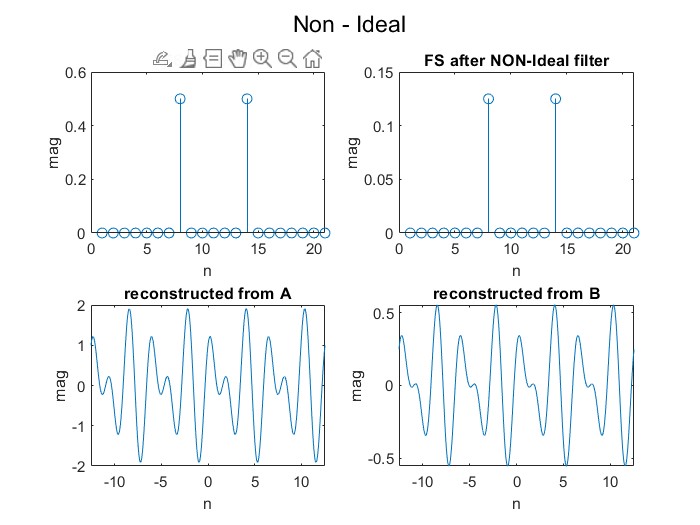 Non - Ideal
0.6
0.4
0.2
0
mag
0 5 10 15 20
n
FS after NON-Ideal filter
0.15
0.1
0.05
0
mag
0 5 10 15 20
n
reconstructed from A
2
1
0
-1
-2
mag
-10 -5 0 5 10
n
reconstructed from B
0.5
0
-0.5
mag
-10 -5 0 5 10
n